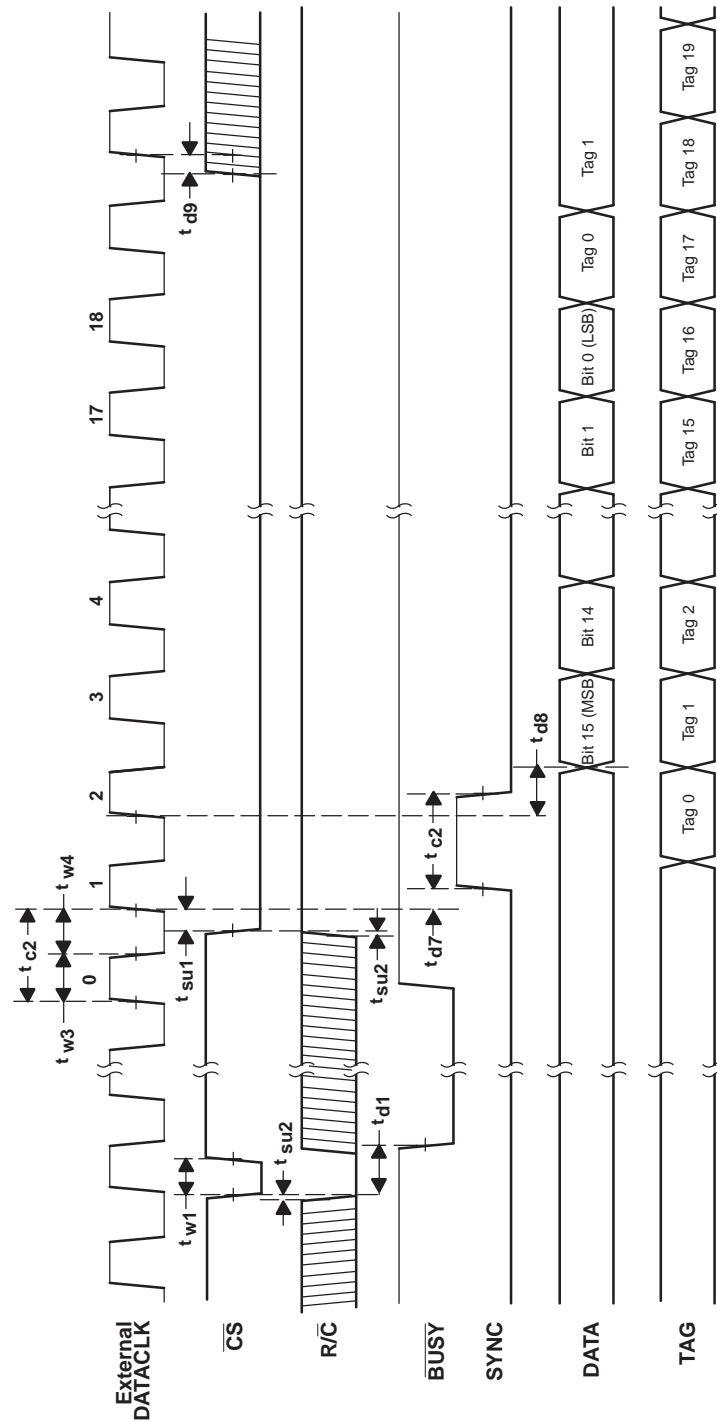 External
DATACLK
CS
R/C
BUSY
SYNC
DATA
TAG
t w3
t c2
t w4
0
1
2
3
4
17
18
t w1
t su1
t d9
t su2
t su2
t d1
t d7
t c2
t d8
Bit 15 (MSB)
Bit 14
Bit 1
Bit 0 (LSB)
Tag 0
Tag 1
Tag 0
Tag 1
Tag 2
Tag 15
Tag 16
Tag 17
Tag 18
Tag 19